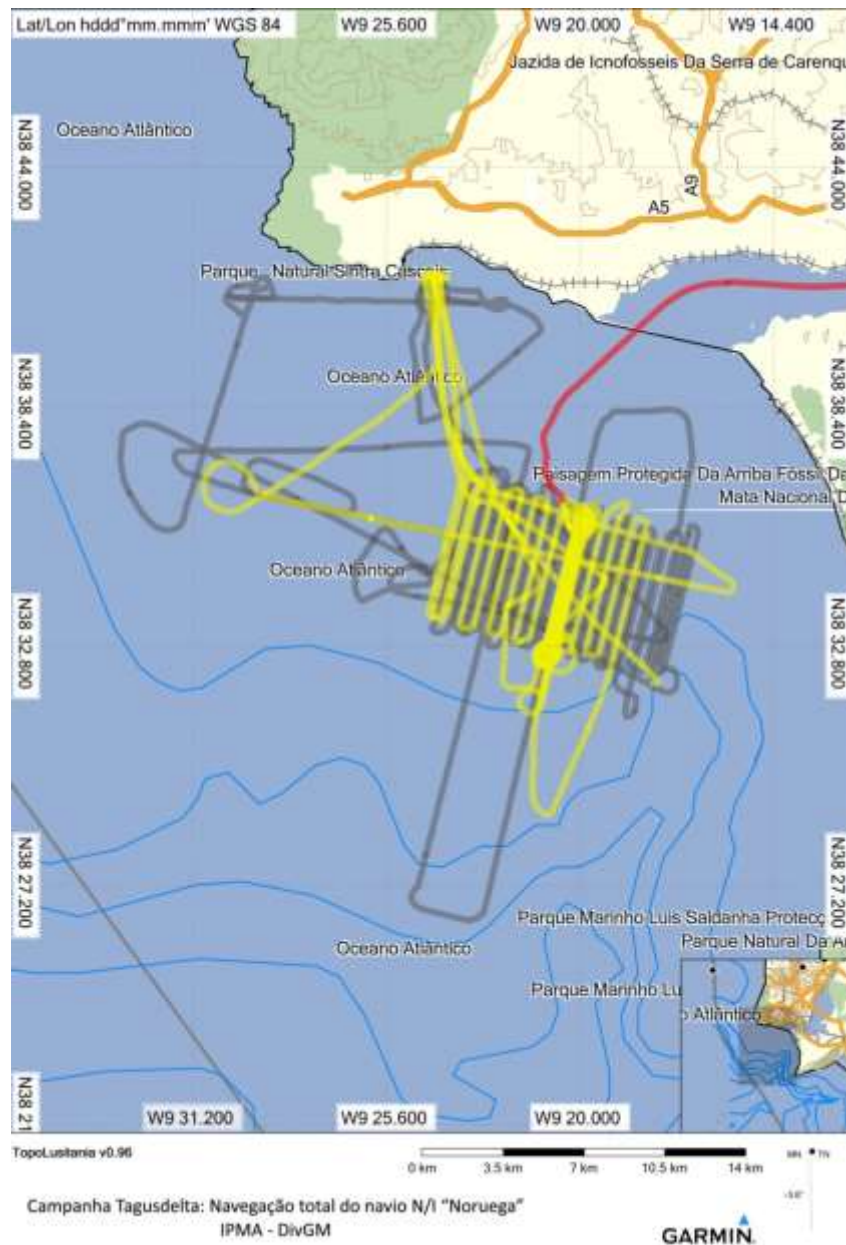 Lat/Lon hddd°mm.mmm' WGS 84
W9 25.600
W9 20.000
W9 14.400
Jazida de Icnofosseis Da Serra de Carenqu
Oceano Atlântico
N38 44.000
N38 44.000
A9
A5
Parque Natural Sintra Cascais
Oceano Atlântico
N38 38.400
N38 38.400
Paisagem Protegida Da Arriba Fóssil Da
Mata Nacional D
Oceano Atlântico
N38 32.800
N38 32.800
N38 27.200
N38 27.200
Parque Marinho Luis Saldanha Protecç
Oceano Atlântico
Parque Natural Da A
Parque Marinho Lu
o Atlântico
N38 21
N38 21
W9 31.200
W9 25.600
W9 20.000
TopoLusitania v0.96
0 km
3.5 km
7 km
10.5 km
14 km
MN
TN
Campanha Tagusdelta: Navegação total do navio N/I "Noruega"
IPMA - DivGM
GARMIN